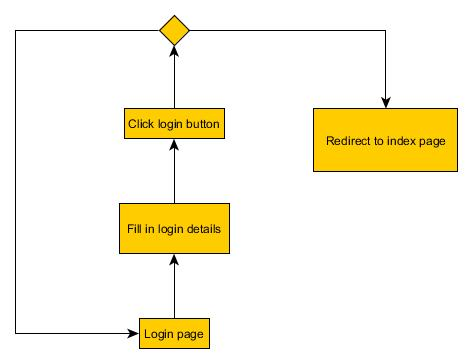 Click login button
Redirect to index page
Fill in login details
Login page